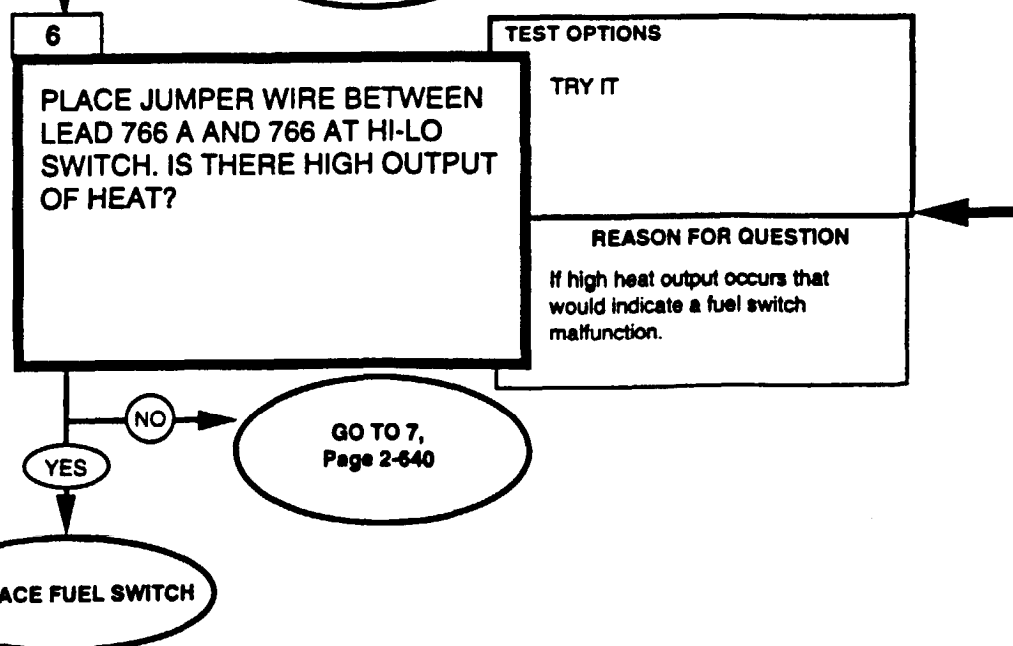 6
PLACE JUMPER WIRE BETWEEN
LEAD 766 A AND 766 AT HI-LO
SWITCH. IS THERE HIGH OUTPUT
OF HEAT?
TEST OPTIONS
TRY IT
REASON FOR QUESTION
If high heat output occurs that
would indicate a fuel switch
malfunction.
NO
GO TO 7,
Page 2-640
YES
ACE FUEL SWITCH